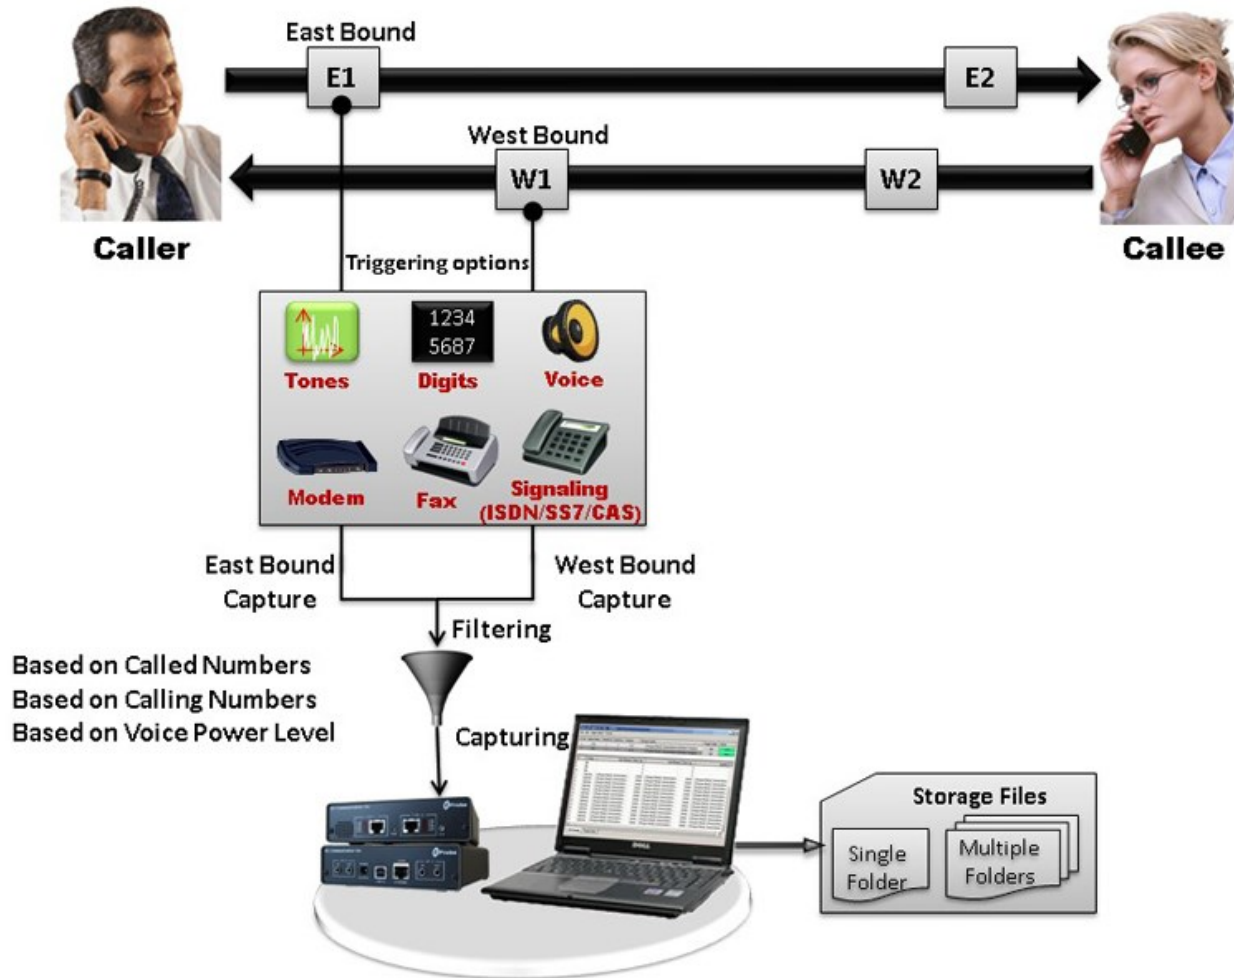 East Bound
E1
E2
West Bound
W1
W2
Caller
Callee
Triggering options
1234
5687
Tones
Digits
Voice
Modem
Fax
Signaling
(ISDN/SS7/CAS)
East Bound
Capture
West Bound
Capture
Filtering
Based on Called Numbers
Based on Calling Numbers
Based on Voice Power Level
Capturing
DELL
Storage Files
Single
Folder
Multiple
Folders